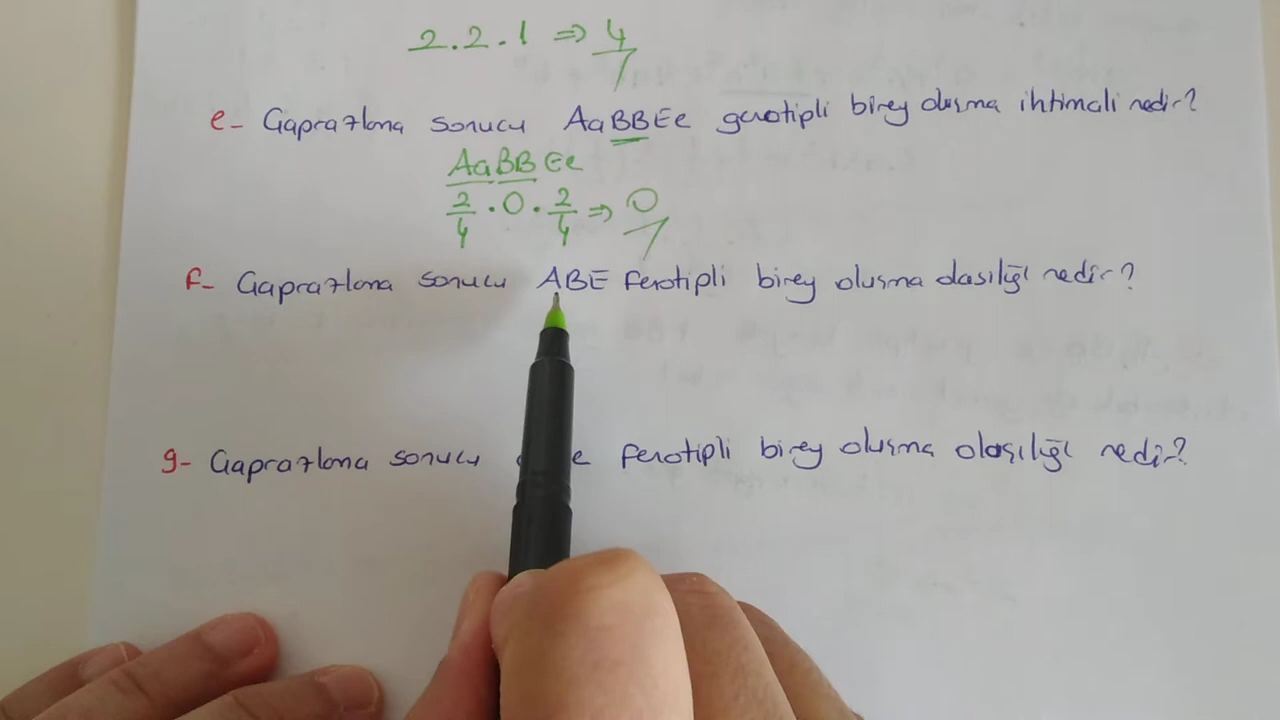 2.2.1 ⇒ 4/
e- Çaprazlama sonucu AaBBEe genotipli birey oluşma ihtimali nedir?
AaBBEe
2/4 . 0 . 2/4 ⇒ 0/
f- Çaprazlama sonucu ABE fenotipli birey oluşma olasılığı nedir?
g- Çaprazlama sonucu e fenotipli birey oluşma olasılığı nedir?